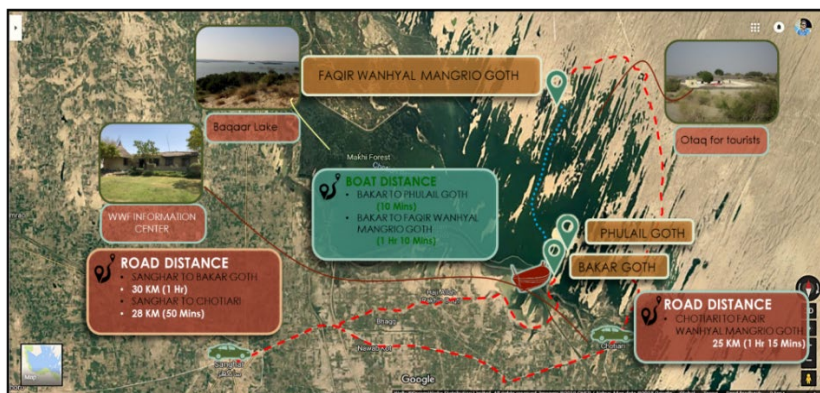 FAQIR WANHYAL MANGRIO GOTH
Baqaar Lake
Otaq for tourists
Makhi Forest
WWF INFORMATION
CENTER
BOAT DISTANCE
• BAKAR TO PHULAIL GOTH
(10 Mins)
• BAKAR TO FAQIR WANHYAL
MANGRIO GOTH
(1 Hr 10 Mins)
PHULAIL GOTH
BAKAR GOTH
ROAD DISTANCE
• SANGHAR TO BAKAR GOTH
• 30 KM (1 Hr)
• SANGHAR TO CHOTIARI
• 28 KM (50 Mins)
ROAD DISTANCE
• CHOTIARI TO FAQIR
WANHYAL MANGRIO GOTH
25 KM (1 Hr 15 Mins)
Sanghar
Chotiari
Google
Map